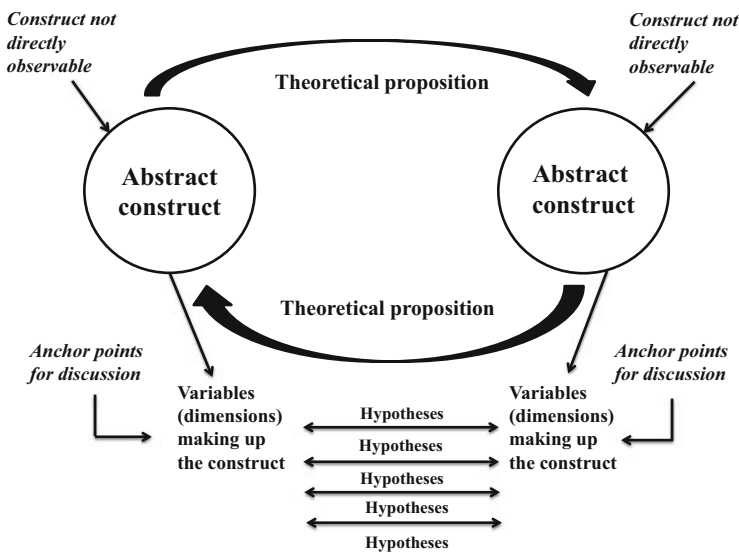 Construct not
directly
observable
Construct not
directly
observable
Theoretical proposition
Abstract
construct
Abstract
construct
Theoretical proposition
Anchor points
for discussion
Anchor points
for discussion
Variables
(dimensions)
making up
the construct
Hypotheses
Hypotheses
Hypotheses
Hypotheses
Hypotheses
Variables
(dimensions)
making up
the construct